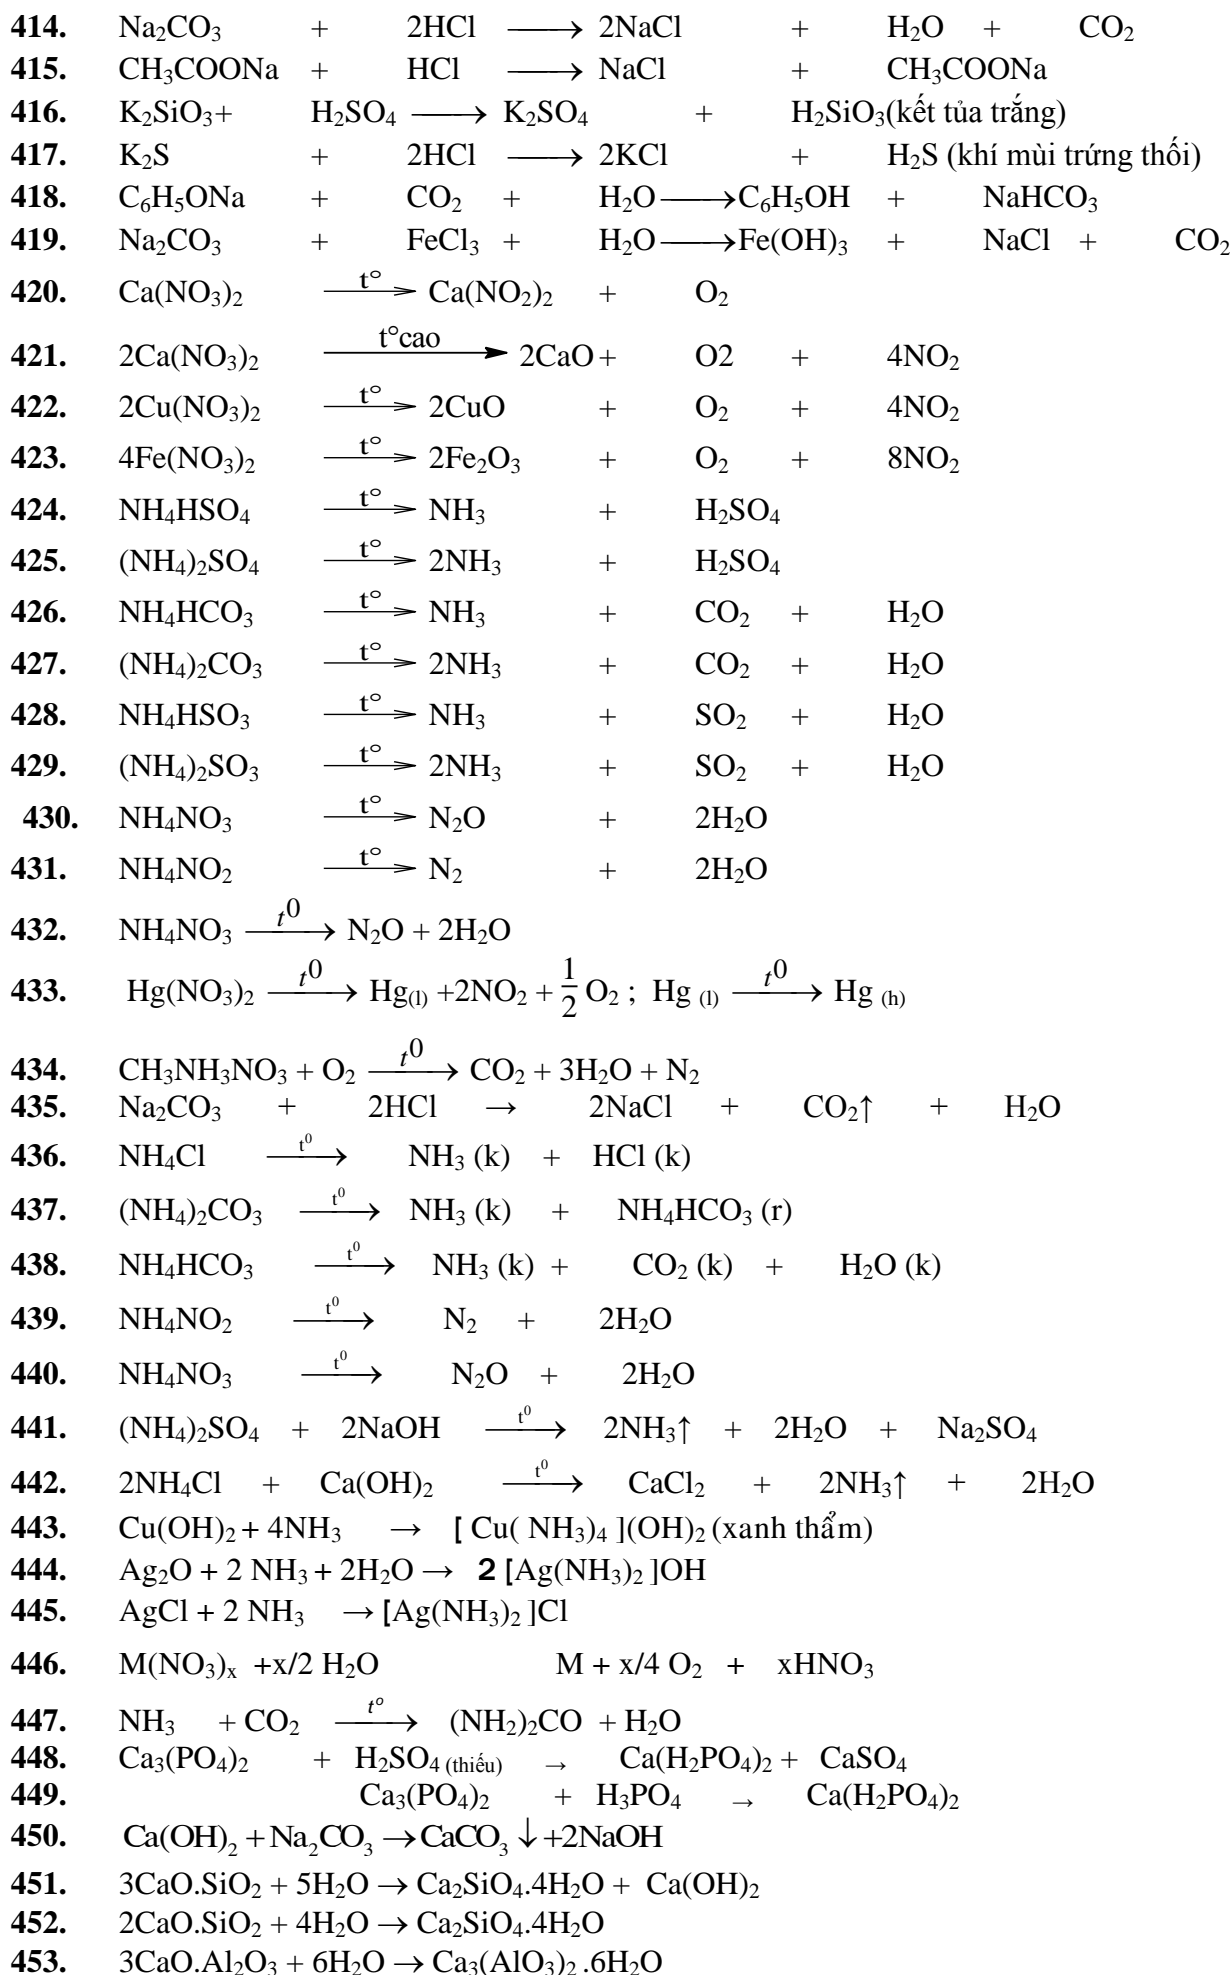 414. Na₂CO₃ + 2HCl ⟶ 2NaCl + H₂O + CO₂
415. CH₃COONa + HCl ⟶ NaCl + CH₃COONa
416. K₂SiO₃+ H₂SO₄ ⟶ K₂SO₄ + H₂SiO₃(kết tủa trắng)
417. K₂S + 2HCl ⟶ 2KCl + H₂S (khí mùi trứng thối)
418. C₆H₅ONa + CO₂ + H₂O ⟶ C₆H₅OH + NaHCO₃
419. Na₂CO₃ + FeCl₃ + H₂O ⟶ Fe(OH)₃ + NaCl + CO₂
420. Ca(NO₃)₂ —t°→ Ca(NO₂)₂ + O₂
421. 2Ca(NO₃)₂ —t°cao→ 2CaO + O2 + 4NO₂
422. 2Cu(NO₃)₂ —t°→ 2CuO + O₂ + 4NO₂
423. 4Fe(NO₃)₂ —t°→ 2Fe₂O₃ + O₂ + 8NO₂
424. NH₄HSO₄ —t°→ NH₃ + H₂SO₄
425. (NH₄)₂SO₄ —t°→ 2NH₃ + H₂SO₄
426. NH₄HCO₃ —t°→ NH₃ + CO₂ + H₂O
427. (NH₄)₂CO₃ —t°→ 2NH₃ + CO₂ + H₂O
428. NH₄HSO₃ —t°→ NH₃ + SO₂ + H₂O
429. (NH₄)₂SO₃ —t°→ 2NH₃ + SO₂ + H₂O
430. NH₄NO₃ —t°→ N₂O + 2H₂O
431. NH₄NO₂ —t°→ N₂ + 2H₂O
432. NH₄NO₃ —t⁰→ N₂O + 2H₂O
433. Hg(NO₃)₂ —t⁰→ Hg₍ₗ₎ +2NO₂ + 1/2 O₂ ; Hg ₍ₗ₎ —t⁰→ Hg ₍ₕ₎
434. CH₃NH₃NO₃ + O₂ —t⁰→ CO₂ + 3H₂O + N₂
435. Na₂CO₃ + 2HCl → 2NaCl + CO₂↑ + H₂O
436. NH₄Cl —t⁰→ NH₃ (k) + HCl (k)
437. (NH₄)₂CO₃ —t⁰→ NH₃ (k) + NH₄HCO₃ (r)
438. NH₄HCO₃ —t⁰→ NH₃ (k) + CO₂ (k) + H₂O (k)
439. NH₄NO₂ —t⁰→ N₂ + 2H₂O
440. NH₄NO₃ —t⁰→ N₂O + 2H₂O
441. (NH₄)₂SO₄ + 2NaOH —t⁰→ 2NH₃↑ + 2H₂O + Na₂SO₄
442. 2NH₄Cl + Ca(OH)₂ —t⁰→ CaCl₂ + 2NH₃↑ + 2H₂O
443. Cu(OH)₂ + 4NH₃ → [ Cu( NH₃)₄ ](OH)₂ (xanh thẩm)
444. Ag₂O + 2 NH₃ + 2H₂O → 2 [Ag(NH₃)₂ ]OH
445. AgCl + 2 NH₃ → [Ag(NH₃)₂ ]Cl
446. M(NO₃)ₓ +x/2 H₂O M + x/4 O₂ + xHNO₃
447. NH₃ + CO₂ —t°→ (NH₂)₂CO + H₂O
448. Ca₃(PO₄)₂ + H₂SO₄ (thiếu) → Ca(H₂PO₄)₂ + CaSO₄
449. Ca₃(PO₄)₂ + H₃PO₄ → Ca(H₂PO₄)₂
450. Ca(OH)₂ + Na₂CO₃ → CaCO₃ ↓ +2NaOH
451. 3CaO.SiO₂ + 5H₂O → Ca₂SiO₄.4H₂O + Ca(OH)₂
452. 2CaO.SiO₂ + 4H₂O → Ca₂SiO₄.4H₂O
453. 3CaO.Al₂O₃ + 6H₂O → Ca₃(AlO₃)₂ .6H₂O